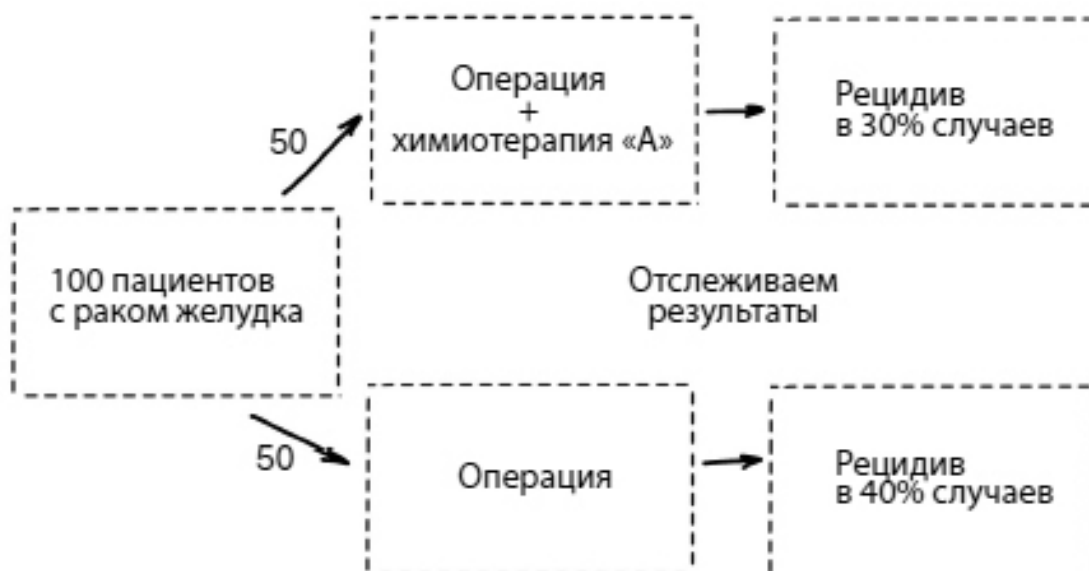 Операция
+
химиотерапия «А»
Рецидив
в 30% случаев
50
100 пациентов
с раком желудка
Отслеживаем
результаты
50
Операция
Рецидив
в 40% случаев